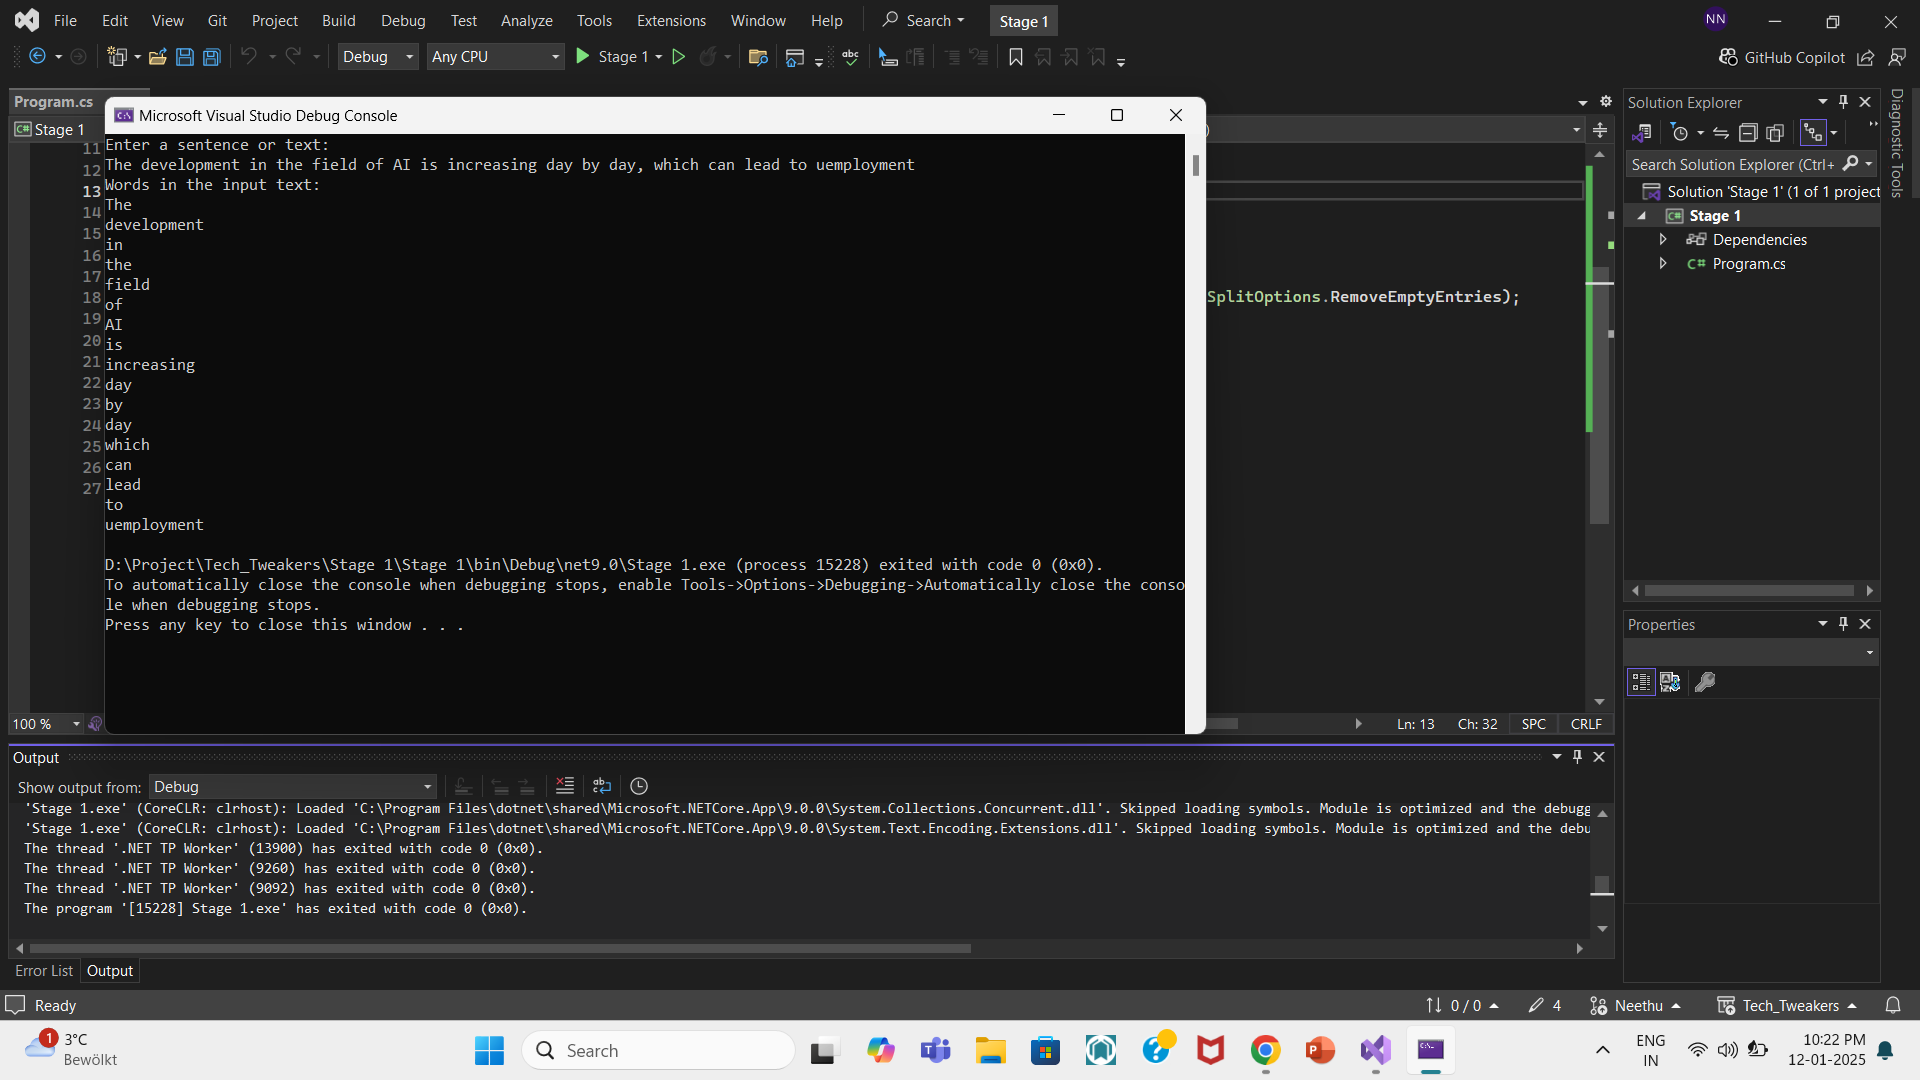 File Edit View Git Project Build Debug Test Analyze Tools Extensions Window Help Search Stage 1 NN
Debug Any CPU Stage 1 abc GitHub Copilot
Program.cs
Stage 1
Microsoft Visual Studio Debug Console
Enter a sentence or text:
The development in the field of AI is increasing day by day, which can lead to uemployment
Words in the input text:
The
development
in
the
field
of
AI
is
increasing
day
by
day
which
can
lead
to
uemployment
D:\Project\Tech_Tweakers\Stage 1\Stage 1\bin\Debug\net9.0\Stage 1.exe (process 15228) exited with code 0 (0x0).
To automatically close the console when debugging stops, enable Tools->Options->Debugging->Automatically close the conso
le when debugging stops.
Press any key to close this window . . .
11
12
13
14
15
16
17
18
19
20
21
22
23
24
25
26
27
SplitOptions.RemoveEmptyEntries);
100 % Ln: 13 Ch: 32 SPC CRLF
Solution Explorer
Search Solution Explorer (Ctrl+
Solution 'Stage 1' (1 of 1 project
Stage 1
Dependencies
C# Program.cs
Diagnostic Tools
Properties
Output
Show output from: Debug
'Stage 1.exe' (CoreCLR: clrhost): Loaded 'C:\Program Files\dotnet\shared\Microsoft.NETCore.App\9.0.0\System.Collections.Concurrent.dll'. Skipped loading symbols. Module is optimized and the debugg
'Stage 1.exe' (CoreCLR: clrhost): Loaded 'C:\Program Files\dotnet\shared\Microsoft.NETCore.App\9.0.0\System.Text.Encoding.Extensions.dll'. Skipped loading symbols. Module is optimized and the debu
The thread '.NET TP Worker' (13900) has exited with code 0 (0x0).
The thread '.NET TP Worker' (9260) has exited with code 0 (0x0).
The thread '.NET TP Worker' (9092) has exited with code 0 (0x0).
The program '[15228] Stage 1.exe' has exited with code 0 (0x0).
Error List Output
Ready 0 / 0 4 Neethu Tech_Tweakers
1
3°C
Bewölkt
Search
ENG
IN
10:22 PM
12-01-2025